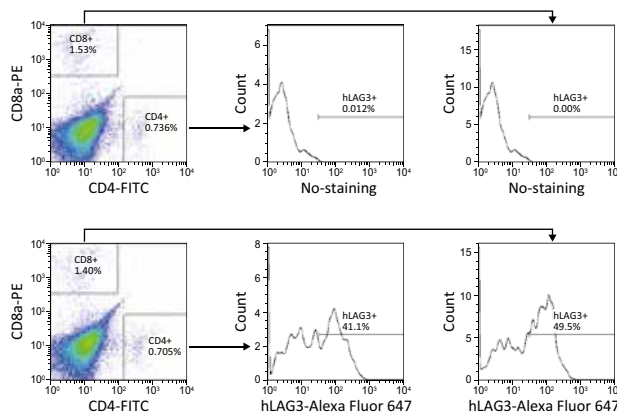 CD8a-PE
10⁴
10³
10²
10¹
10⁰
CD8+
1.53%
CD4+
0.736%
10⁰ 10¹ 10² 10³ 10⁴
CD4-FITC
Count
6
4
2
0
hLAG3+
0.012%
10⁰ 10¹ 10² 10³ 10⁴
No-staining
Count
15
10
5
0
hLAG3+
0.00%
10⁰ 10¹ 10² 10³ 10⁴
No-staining
CD8a-PE
10⁴
10³
10²
10¹
10⁰
CD8+
1.40%
CD4+
0.705%
10⁰ 10¹ 10² 10³ 10⁴
CD4-FITC
Count
8
6
4
2
0
hLAG3+
41.1%
10⁰ 10¹ 10² 10³ 10⁴
hLAG3-Alexa Fluor 647
Count
15
10
5
0
hLAG3+
49.5%
10⁰ 10¹ 10² 10³ 10⁴
hLAG3-Alexa Fluor 647